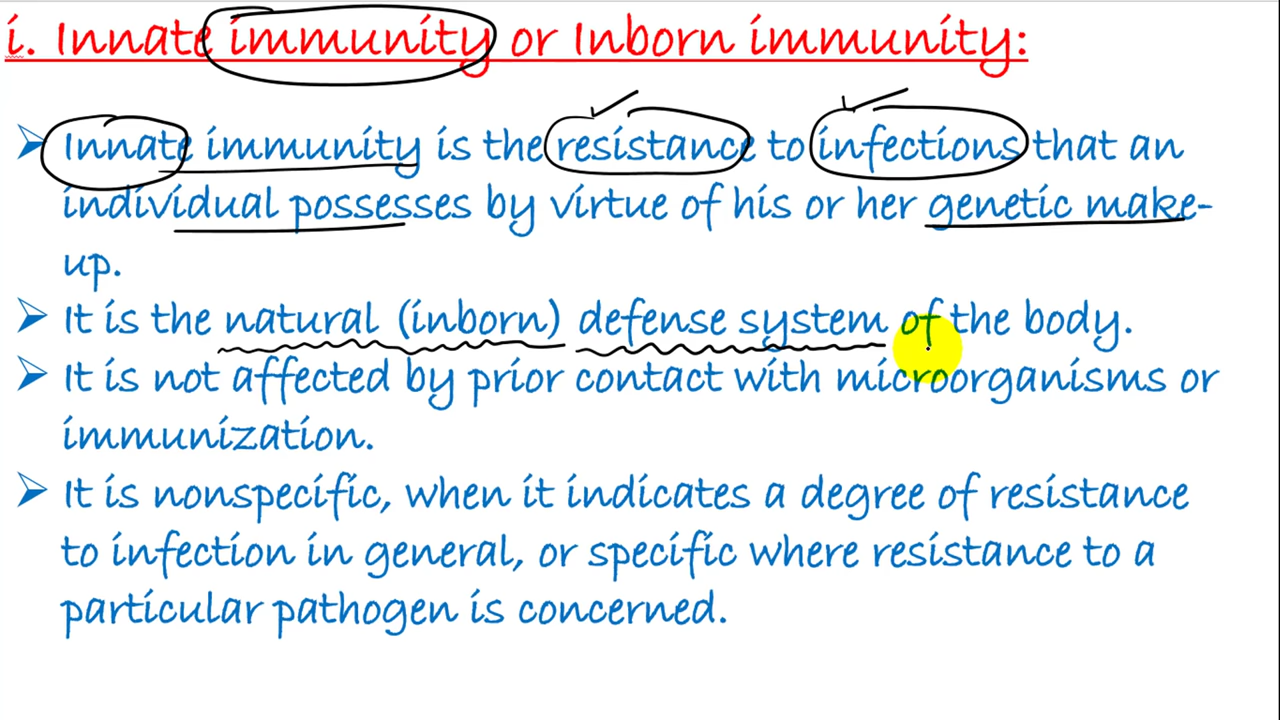 i. Innate immunity or Inborn immunity:
➢ Innate immunity is the resistance to infections that an
individual possesses by virtue of his or her genetic make-
up.
➢ It is the natural (inborn) defense system of the body.
➢ It is not affected by prior contact with microorganisms or
immunization.
➢ It is nonspecific, when it indicates a degree of resistance
to infection in general, or specific where resistance to a
particular pathogen is concerned.